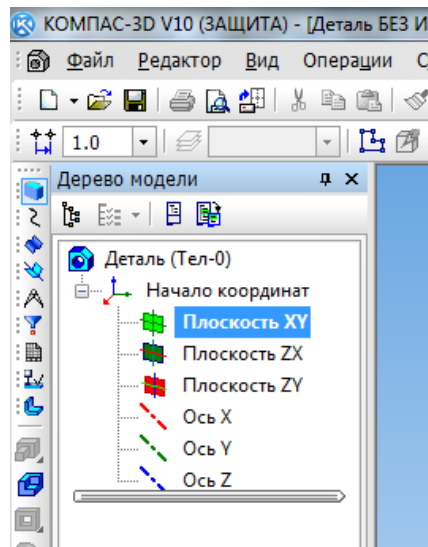 КОМПАС-3D V10 (ЗАЩИТА) - [Деталь БЕЗ И
Файл Редактор Вид Операции С
1.0
Дерево модели
Деталь (Тел-0)
Начало координат
Плоскость XY
Плоскость ZX
Плоскость ZY
Ось X
Ось Y
Ось Z